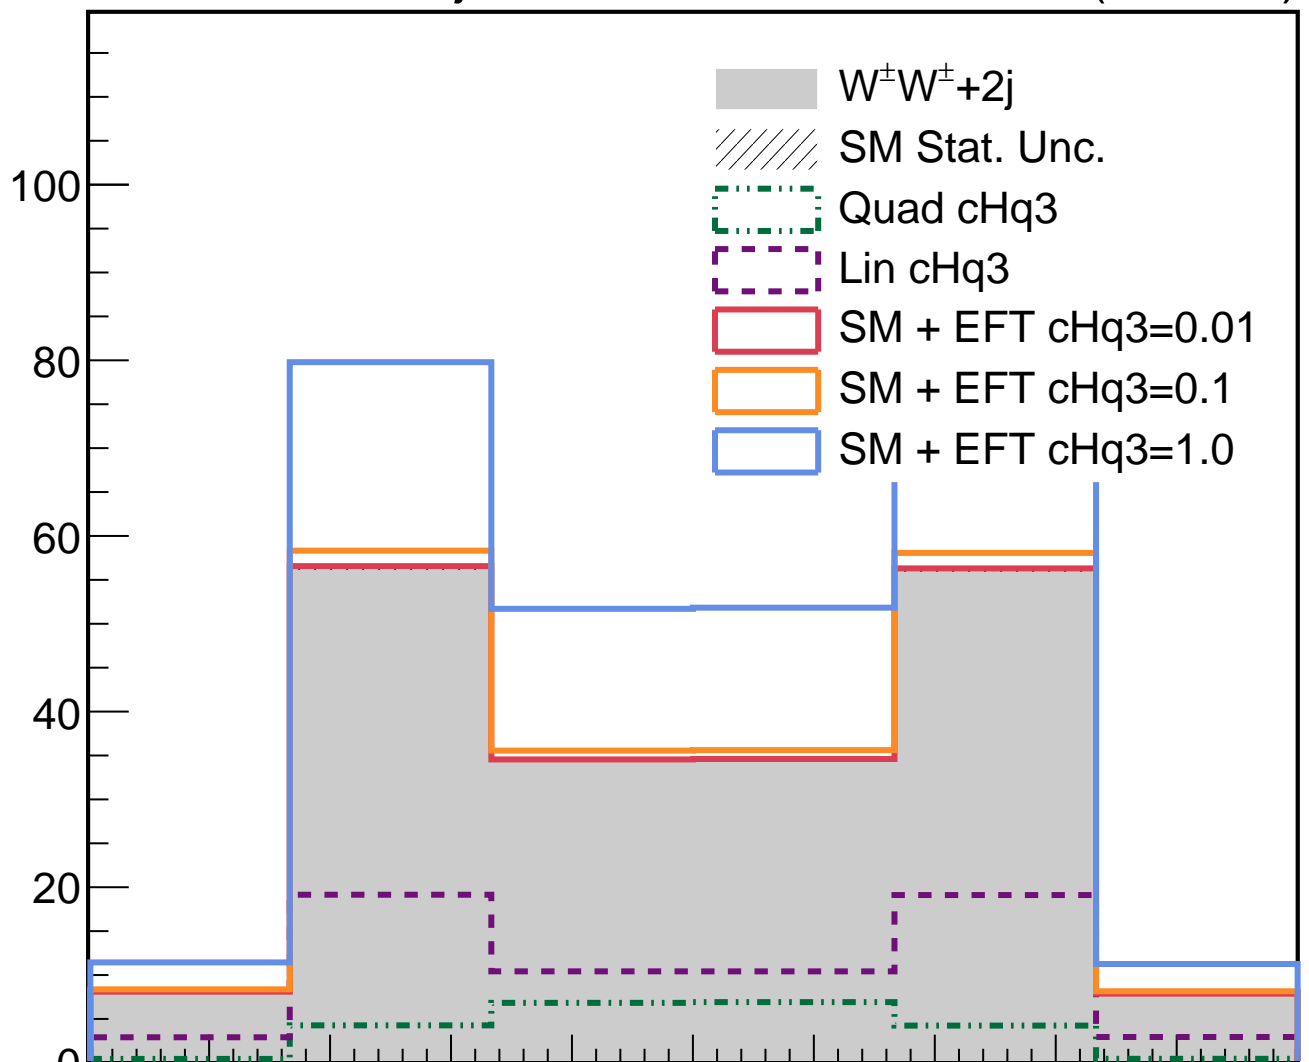 W±W±+2j
SM Stat. Unc.
Quad cHq3
Lin cHq3
SM + EFT cHq3=0.01
SM + EFT cHq3=0.1
SM + EFT cHq3=1.0
100
80
60
40
20
0